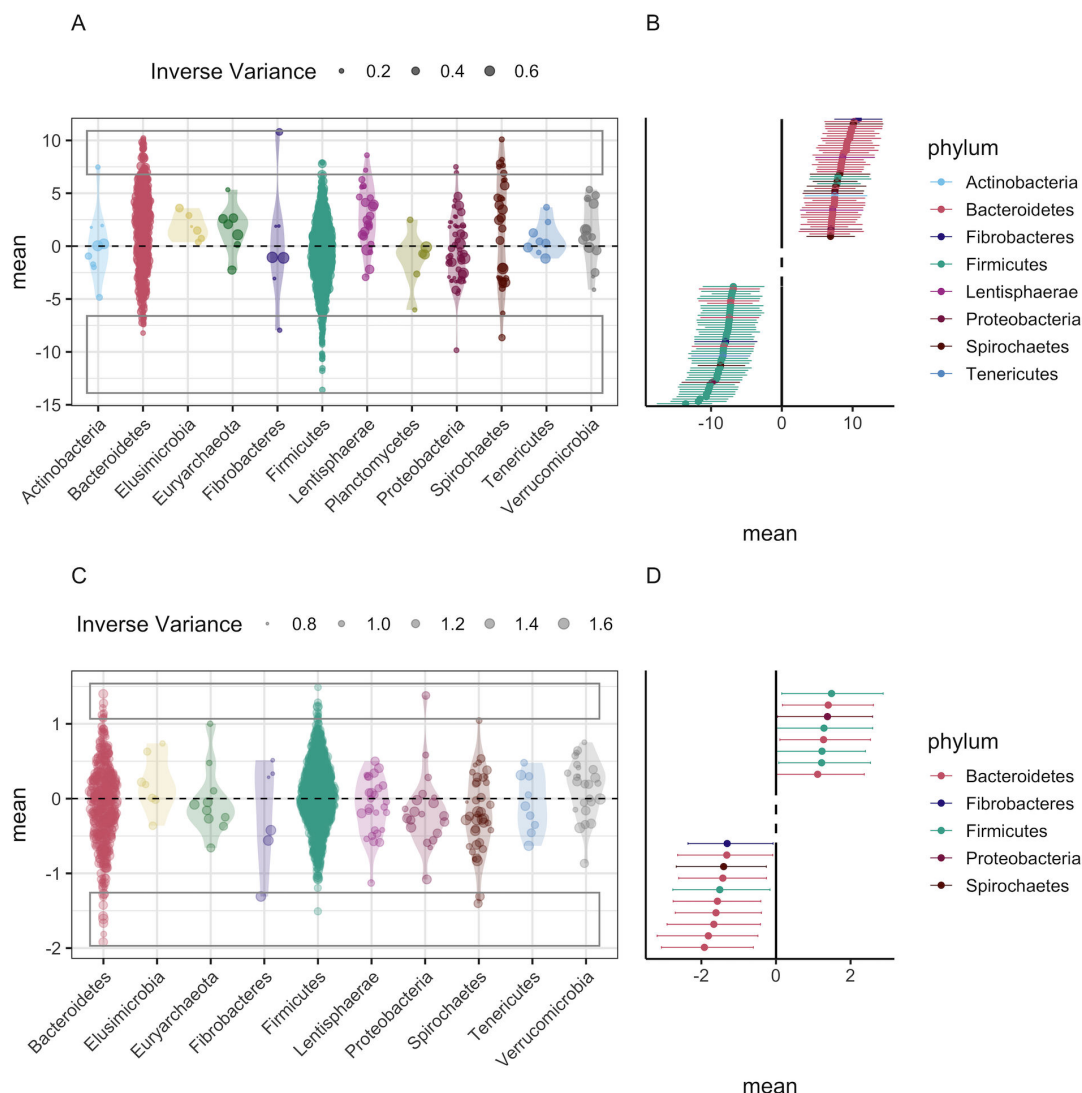 A
B
Inverse Variance 0.2 0.4 0.6
mean
10
5
0
-5
-10
-15
Actinobacteria
Bacteroidetes
Elusimicrobia
Euryarchaeota
Fibrobacteres
Firmicutes
Lentisphaerae
Planctomycetes
Proteobacteria
Spirochaetes
Tenericutes
Verrucomicrobia
-10 0 10
mean
phylum
Actinobacteria
Bacteroidetes
Fibrobacteres
Firmicutes
Lentisphaerae
Proteobacteria
Spirochaetes
Tenericutes
C
D
Inverse Variance 0.8 1.0 1.2 1.4 1.6
mean
1
0
-1
-2
Bacteroidetes
Elusimicrobia
Euryarchaeota
Fibrobacteres
Firmicutes
Lentisphaerae
Proteobacteria
Spirochaetes
Tenericutes
Verrucomicrobia
-2 0 2
mean
phylum
Bacteroidetes
Fibrobacteres
Firmicutes
Proteobacteria
Spirochaetes